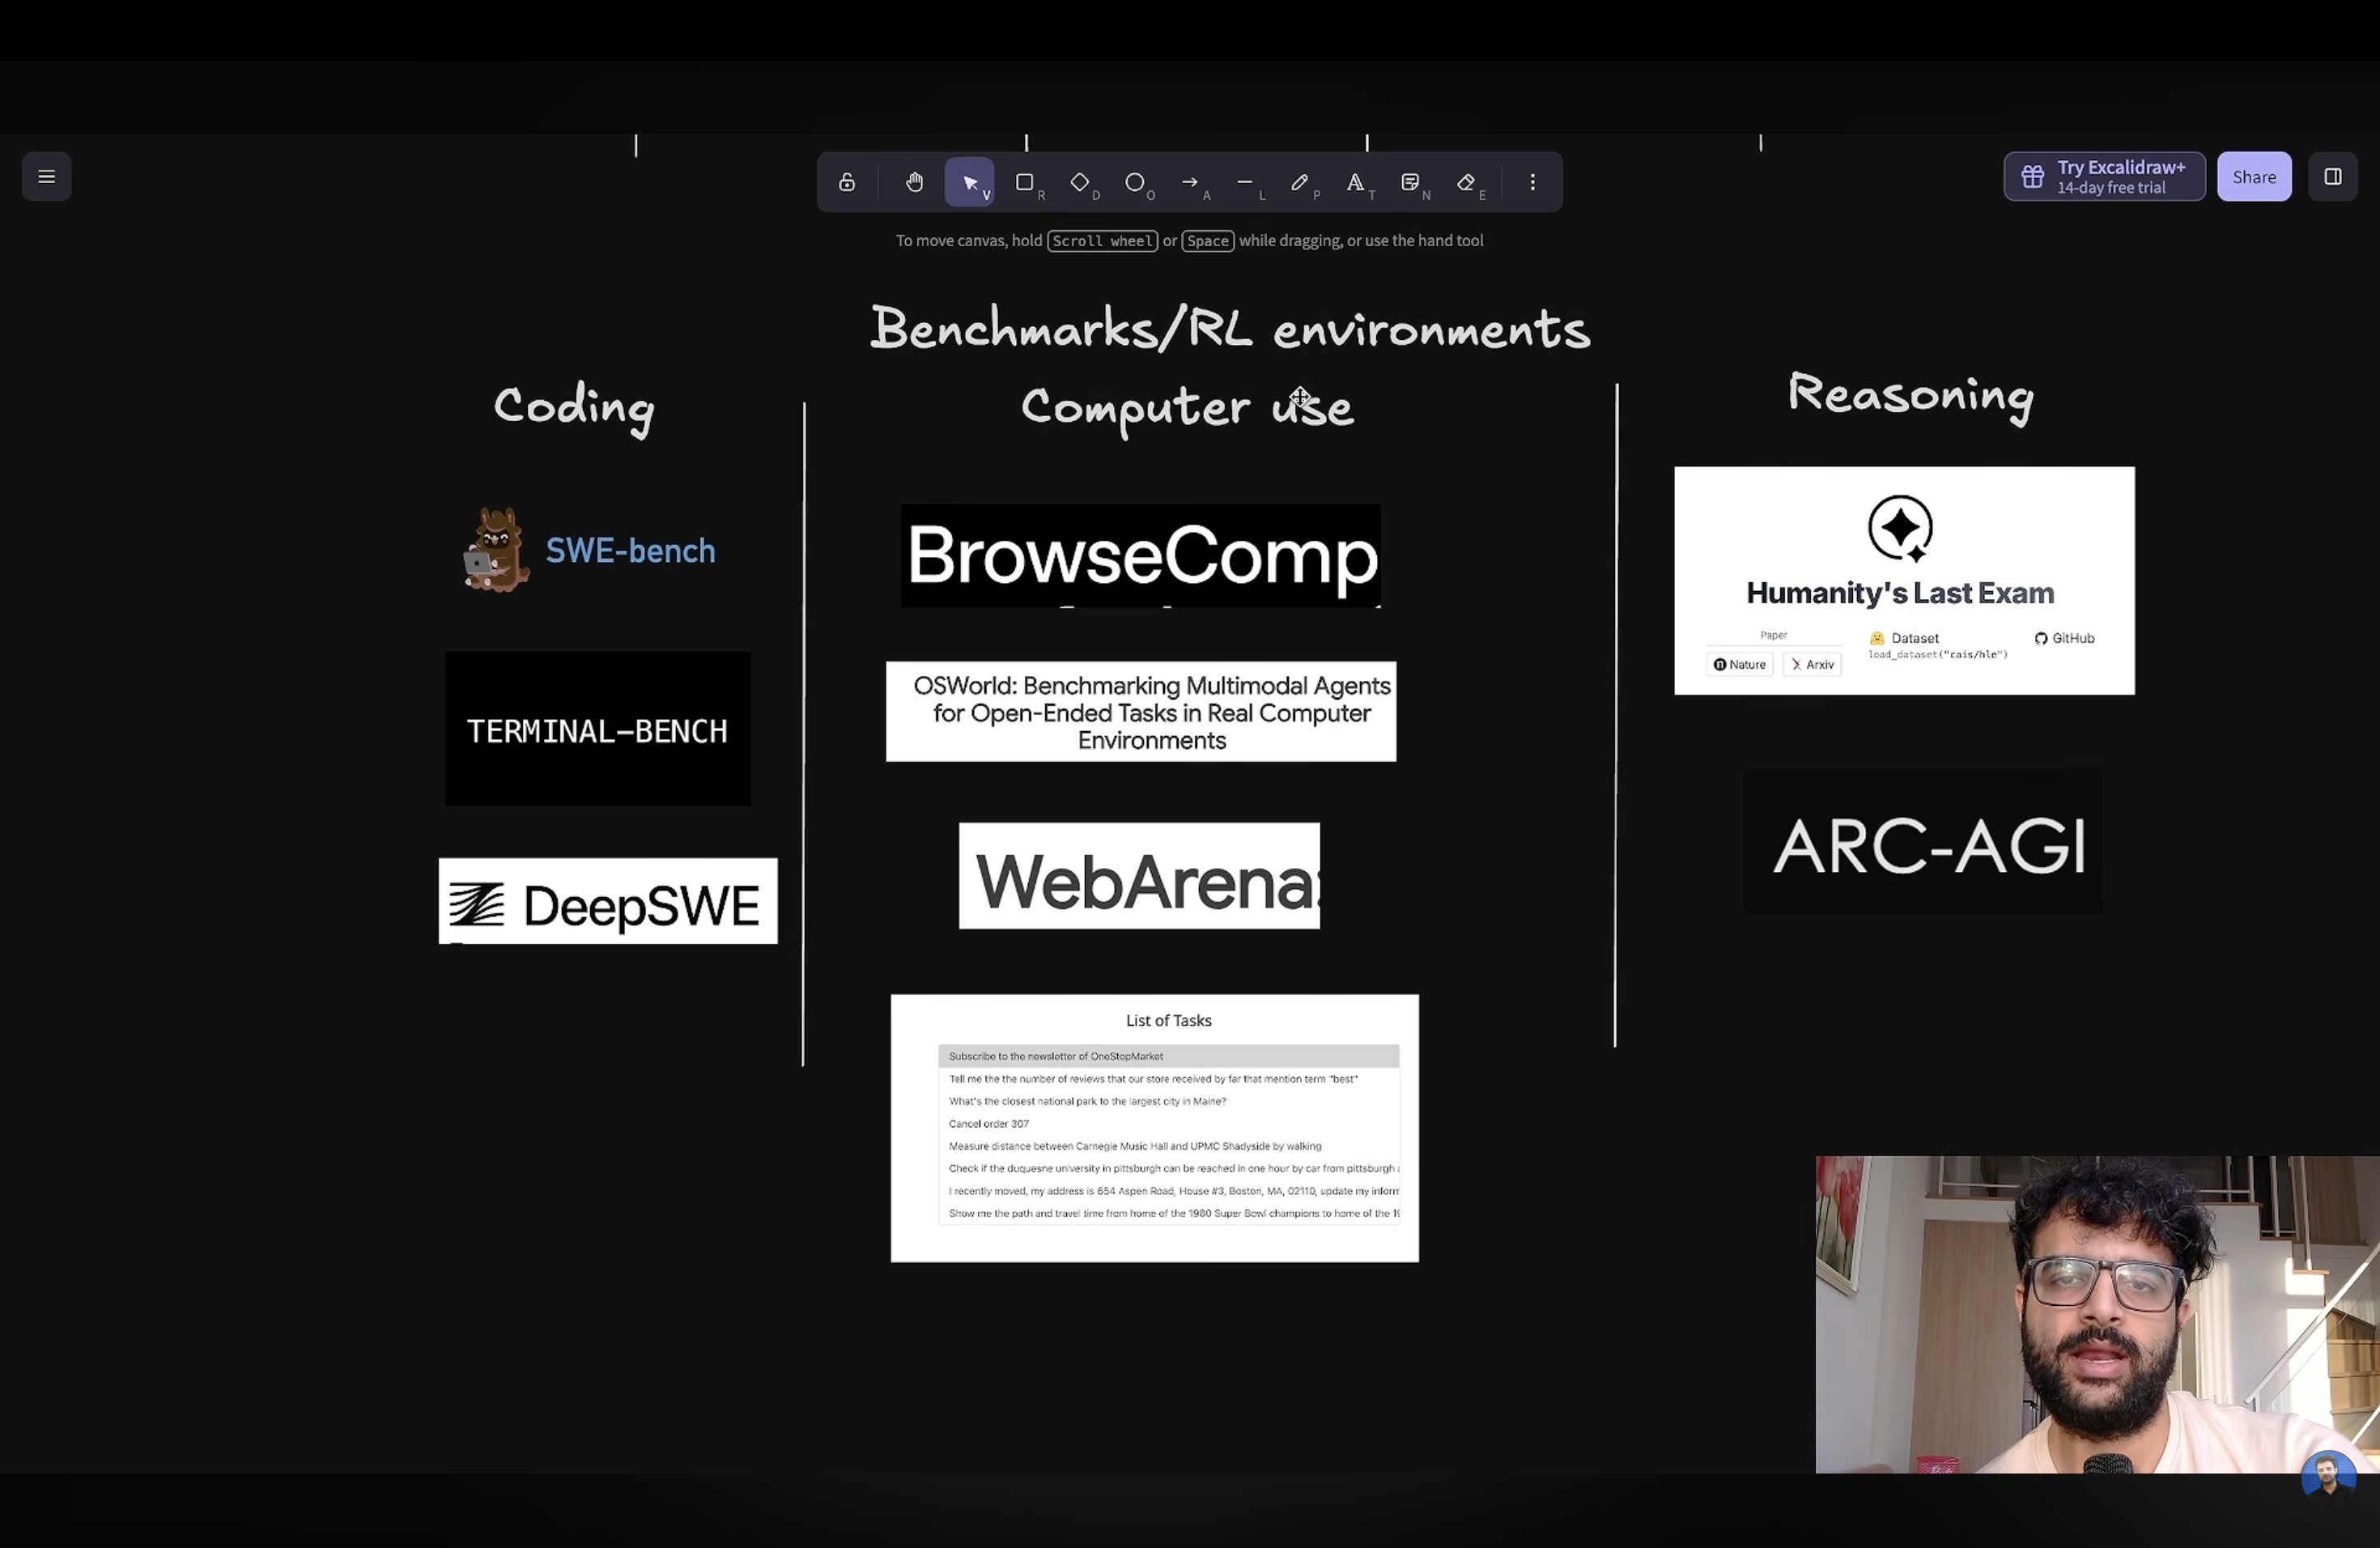 V
R
D
O
A
L
P
T
N
E
Try Excalidraw+
14-day free trial
Share
To move canvas, hold Scroll wheel or Space while dragging, or use the hand tool
Benchmarks/RL environments
Coding
SWE-bench
TERMINAL-BENCH
DeepSWE
Computer use
BrowseComp
OSWorld: Benchmarking Multimodal Agents
for Open-Ended Tasks in Real Computer
Environments
WebArena:
List of Tasks
Subscribe to the newsletter of OneStopMarket
Tell me the the number of reviews that our store received by far that mention term "best"
What's the closest national park to the largest city in Maine?
Cancel order 307
Measure distance between Carnegie Music Hall and UPMC Shadyside by walking
Check if the duquesne university in pittsburgh can be reached in one hour by car from pittsburgh a
I recently moved, my address is 654 Aspen Road, House #3, Boston, MA, 02110, update my inform
Show me the path and travel time from home of the 1980 Super Bowl champions to home of the 19
Reasoning
Humanity's Last Exam
Paper
Nature
Arxiv
Dataset
load_dataset("cais/hle")
GitHub
ARC-AGI